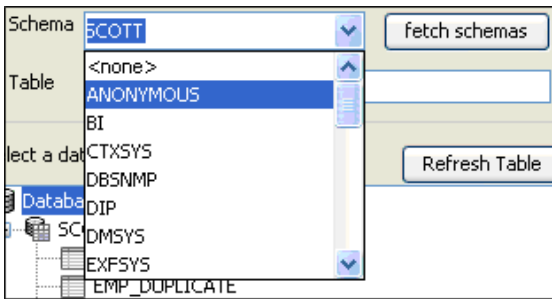 Schema SCOTT fetch schemas
<none>
Table ANONYMOUS
BI
lect a dat CTXSYS Refresh Table
DBSNMP
Databa DIP
SC DMSYS
EXFSYS
EMP_DUPLICATE